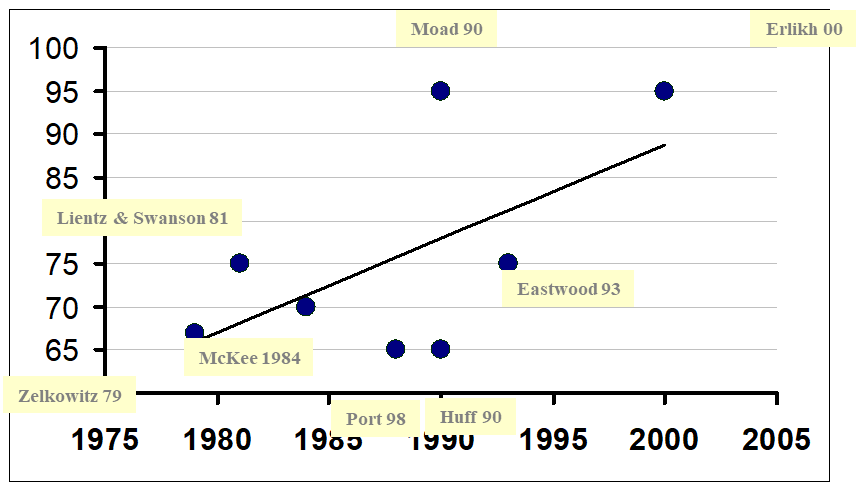 Moad 90
Erlikh 00
100
95
90
85
Lientz & Swanson 81
75
70
65
Eastwood 93
McKee 1984
Zelkowitz 79
Port 98
Huff 90
1975
1980
1985
1990
1995
2000
2005